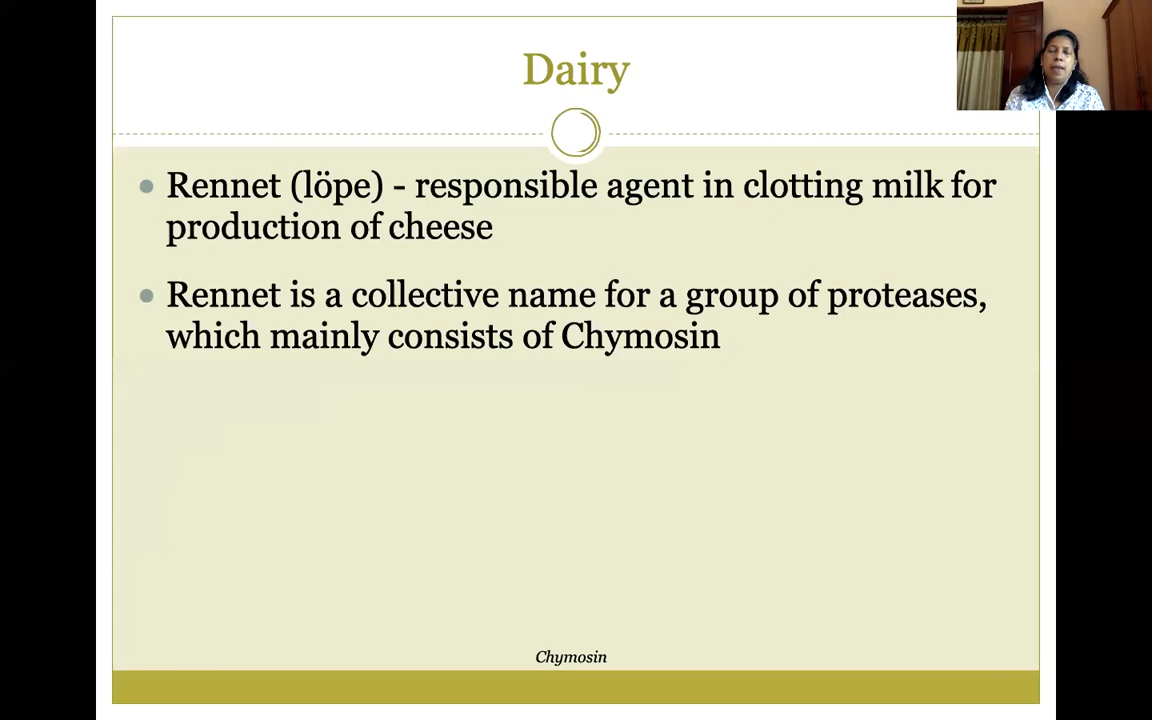 Dairy
Rennet (löpe) - responsible agent in clotting milk for
production of cheese
Rennet is a collective name for a group of proteases,
which mainly consists of Chymosin
Chymosin